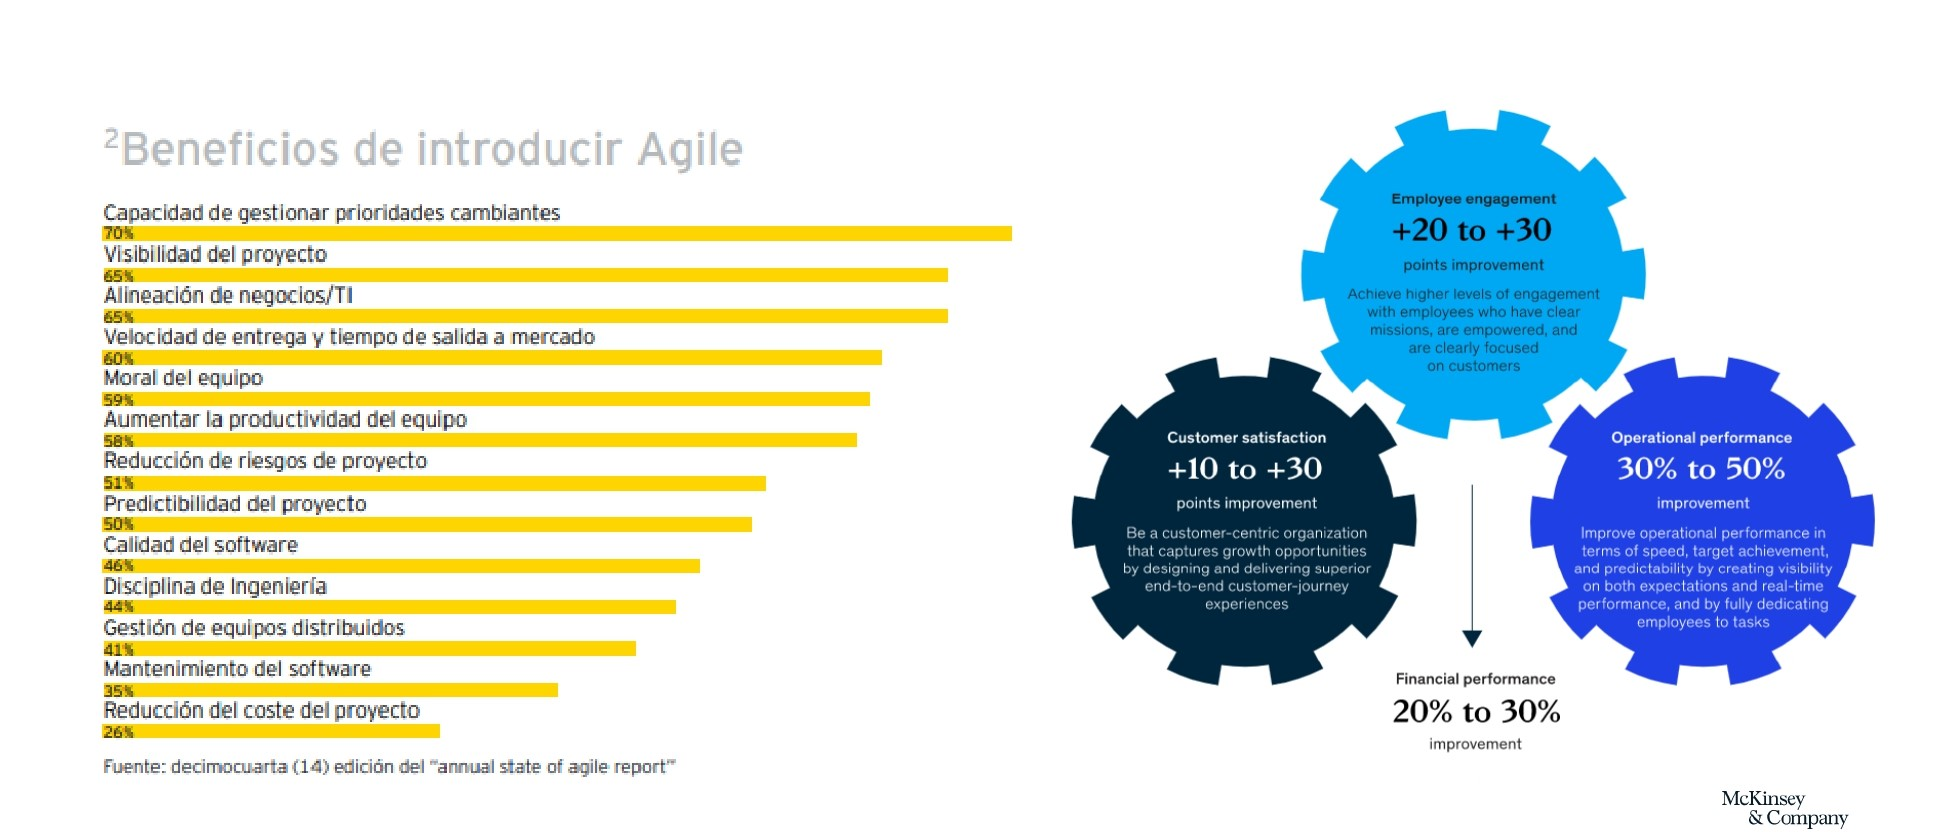 ²Beneficios de introducir Agile
Capacidad de gestionar prioridades cambiantes
70%
Visibilidad del proyecto
65%
Alineación de negocios/TI
65%
Velocidad de entrega y tiempo de salida a mercado
60%
Moral del equipo
59%
Aumentar la productividad del equipo
58%
Reducción de riesgos de proyecto
51%
Predictibilidad del proyecto
50%
Calidad del software
46%
Disciplina de Ingeniería
44%
Gestión de equipos distribuidos
41%
Mantenimiento del software
35%
Reducción del coste del proyecto
26%
Fuente: decimocuarta (14) edición del "annual state of agile report"
Employee engagement
+20 to +30
points improvement
Achieve higher levels of engagement
with employees who have clear
missions, are empowered, and
are clearly focused
on customers
Customer satisfaction
+10 to +30
points improvement
Be a customer-centric organization
that captures growth opportunities
by designing and delivering superior
end-to-end customer-journey
experiences
Operational performance
30% to 50%
improvement
Improve operational performance in
terms of speed, target achievement,
and predictability by creating visibility
on both expectations and real-time
performance, and by fully dedicating
employees to tasks
Financial performance
20% to 30%
improvement
McKinsey
& Company